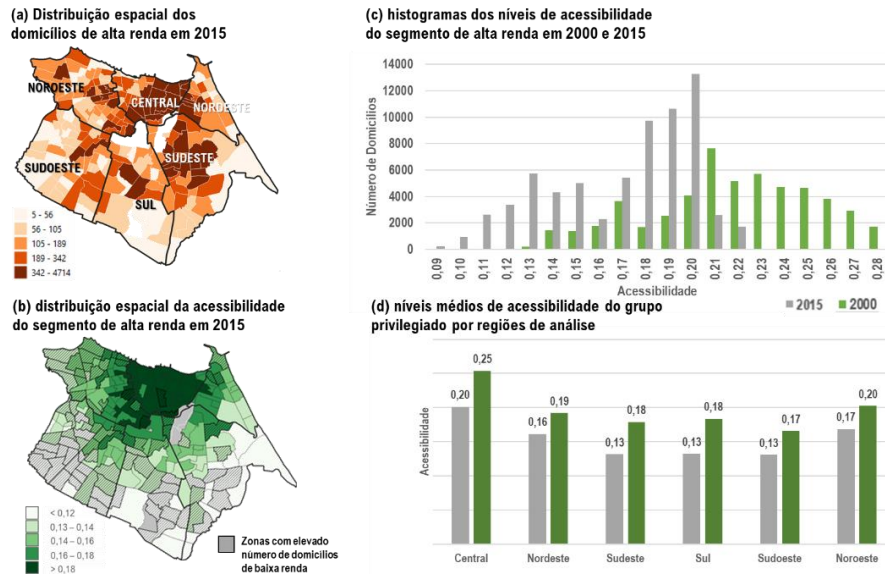 (a) Distribuição espacial dos
domicílios de alta renda em 2015
NOROESTE
CENTRAL
NOROESTE
SUDOESTE
SUDESTE
SUL
5 - 56
56 - 105
105 - 189
189 - 342
342 - 4714
(c) histogramas dos níveis de acessibilidade
do segmento de alta renda em 2000 e 2015
Número de Domicílios
14000
12000
10000
8000
6000
4000
2000
0
0,09
0,10
0,11
0,12
0,13
0,14
0,15
0,16
0,17
0,18
0,19
0,20
0,21
0,22
0,23
0,24
0,25
0,26
0,27
0,28
Acessibilidade
2015
2000
(b) distribuição espacial da acessibilidade
do segmento de alta renda em 2015
< 0,12
0,13 – 0,14
0,14 – 0,16
0,16 – 0,18
> 0,18
Zonas com elevado
número de domicílios
de baixa renda
(d) níveis médios de acessibilidade do grupo
privilegiado por regiões de análise
Acessibilidade
0,20
0,25
0,16
0,19
0,13
0,18
0,13
0,18
0,13
0,17
0,17
0,20
Central
Nordeste
Sudeste
Sul
Sudoeste
Noroeste